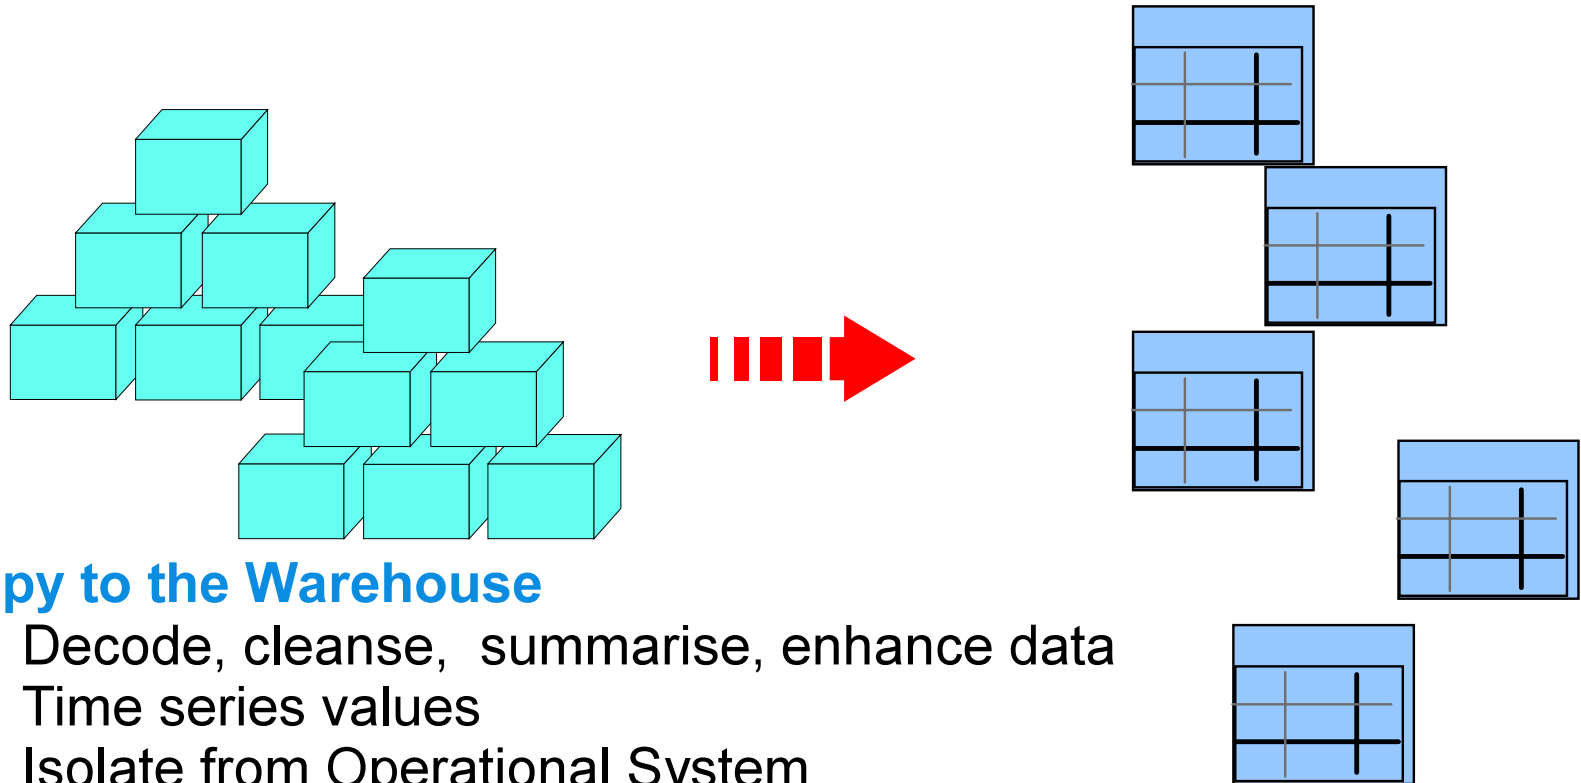 py to the Warehouse
Decode, cleanse, summarise, enhance data
Time series values
Isolate from Operational System